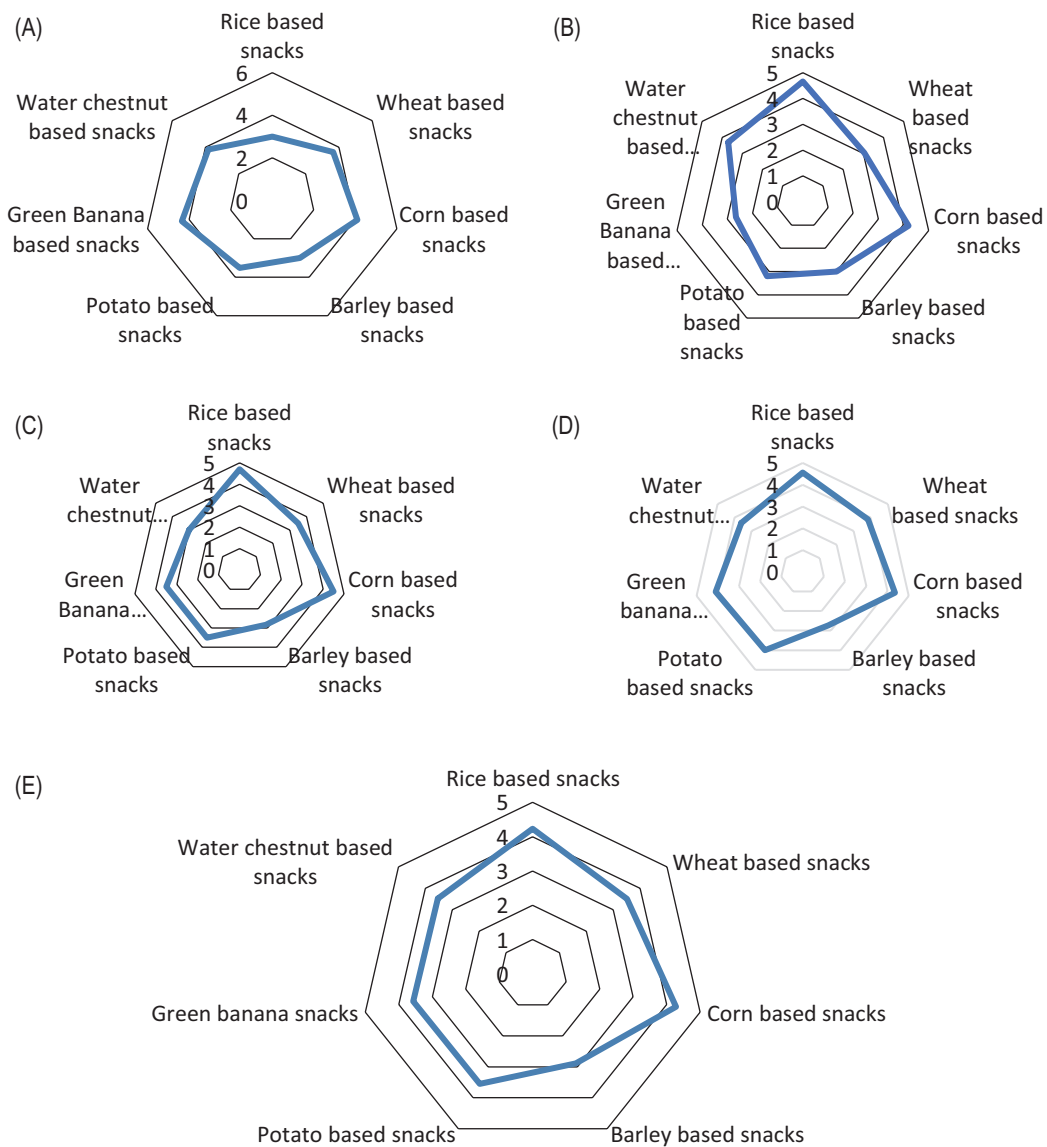 (A)
Rice based
snacks
6
4
2
0
Wheat based
snacks
Corn based
snacks
Barley based
snacks
Potato based
snacks
Green Banana
based snacks
Water chestnut
based snacks
(B)
Rice based
snacks
5
4
3
2
1
0
Wheat
based
snacks
Corn based
snacks
Barley based
snacks
Potato
based
snacks
Green
Banana
based...
Water
chestnut
based...
(C)
Rice based
snacks
5
4
3
2
1
0
Wheat based
snacks
Corn based
snacks
Barley based
snacks
Potato based
snacks
Green
Banana...
Water
chestnut...
(D)
Rice based
snacks
5
4
3
2
1
0
Wheat
based snacks
Corn based
snacks
Barley based
snacks
Potato
based snacks
Green
banana...
Water
chestnut...
(E)
Rice based snacks
5
4
3
2
1
0
Wheat based snacks
Corn based snacks
Barley based snacks
Potato based snacks
Green banana snacks
Water chestnut based
snacks